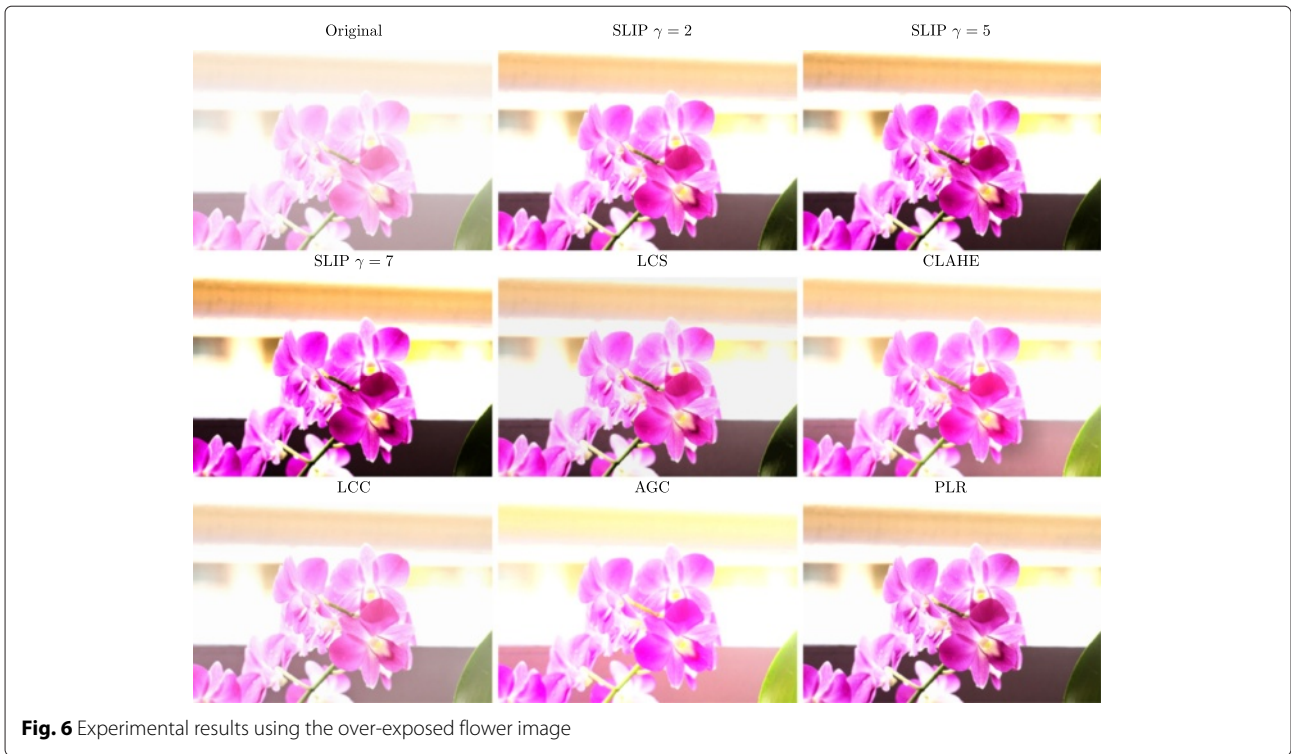 Original
SLIP γ = 2
SLIP γ = 5
SLIP γ = 7
LCS
CLAHE
LCC
AGC
PLR
Fig. 6 Experimental results using the over-exposed flower image